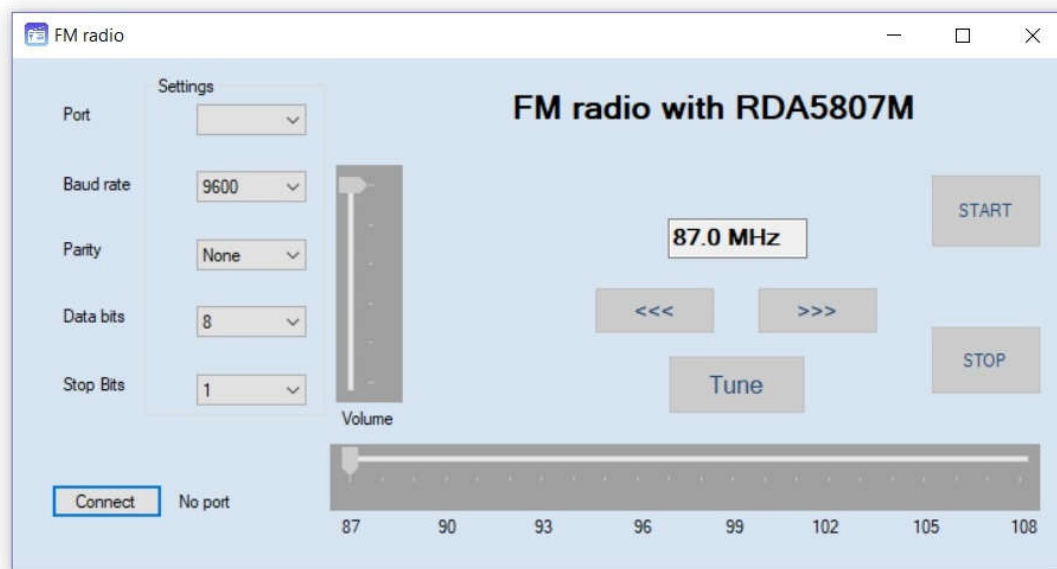 FM radio
Settings
Port
Baud rate
9600
Parity
None
Data bits
8
Stop Bits
1
Connect
No port
Volume
FM radio with RDA5807M
87.0 MHz
<<<
>>>
Tune
START
STOP
87 90 93 96 99 102 105 108